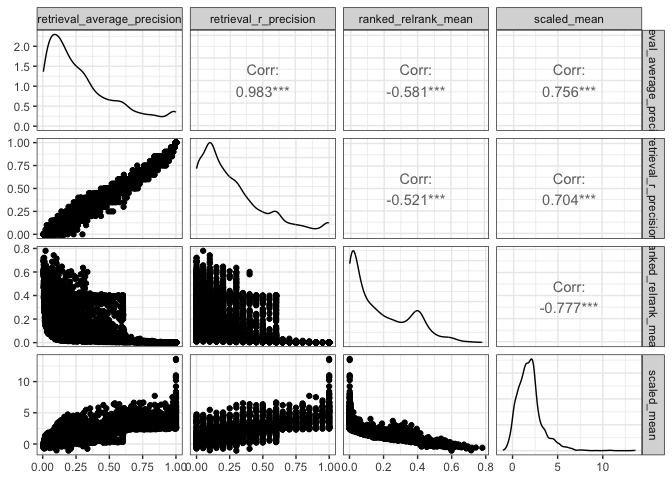 retrieval_average_precision
retrieval_r_precision
ranked_relrank_mean
scaled_mean
2.0
1.5
1.0
0.5
0.0
Corr:
0.983***
Corr:
-0.581***
Corr:
0.756***
eval_average_preci
1.00
0.75
0.50
0.25
0.00
Corr:
-0.521***
Corr:
0.704***
retrieval_r_precision
0.8
0.6
0.4
0.2
0.0
Corr:
-0.777***
anked_relrank_mea
10
5
0
scaled_mean
0.00 0.25 0.50 0.75 1.00
0.00 0.25 0.50 0.75 1.00
0.0 0.2 0.4 0.6 0.8
0 5 10